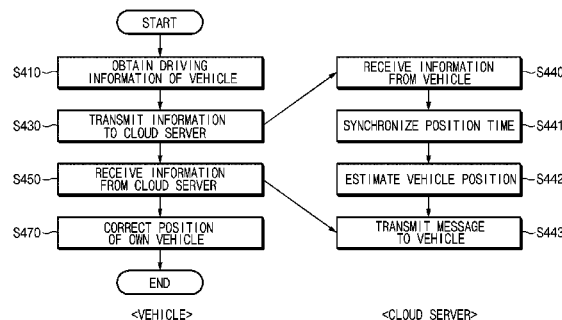 START
S410
OBTAIN DRIVING
INFORMATION OF VEHICLE
S430
TRANSMIT INFORMATION
TO CLOUD SERVER
S450
RECEIVE INFORMATION
FROM CLOUD SERVER
S470
CORRECT POSITION
OF OWN VEHICLE
END
<VEHICLE>
RECEIVE INFORMATION
FROM VEHICLE
S440
SYNCHRONIZE POSITION TIME
S441
ESTIMATE VEHICLE POSITION
S442
TRANSMIT MESSAGE
TO VEHICLE
S443
<CLOUD SERVER>